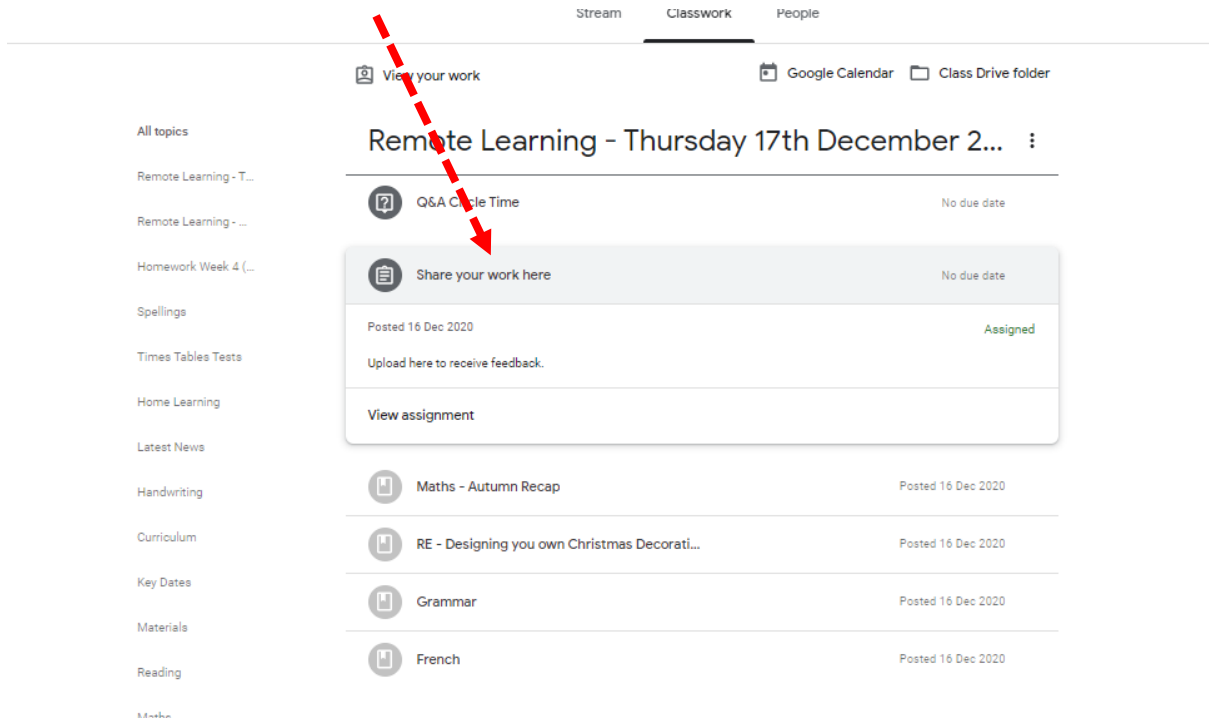 Stream Classwork People
View your work Google Calendar Class Drive folder
All topics
Remote Learning - T...
Remote Learning - ...
Homework Week 4 (...
Spellings
Times Tables Tests
Home Learning
Latest News
Handwriting
Curriculum
Key Dates
Materials
Reading
Maths
Remote Learning - Thursday 17th December 2...
Q&A Circle Time No due date
Share your work here No due date
Posted 16 Dec 2020 Assigned
Upload here to receive feedback.
View assignment
Maths - Autumn Recap Posted 16 Dec 2020
RE - Designing you own Christmas Decorati... Posted 16 Dec 2020
Grammar Posted 16 Dec 2020
French Posted 16 Dec 2020